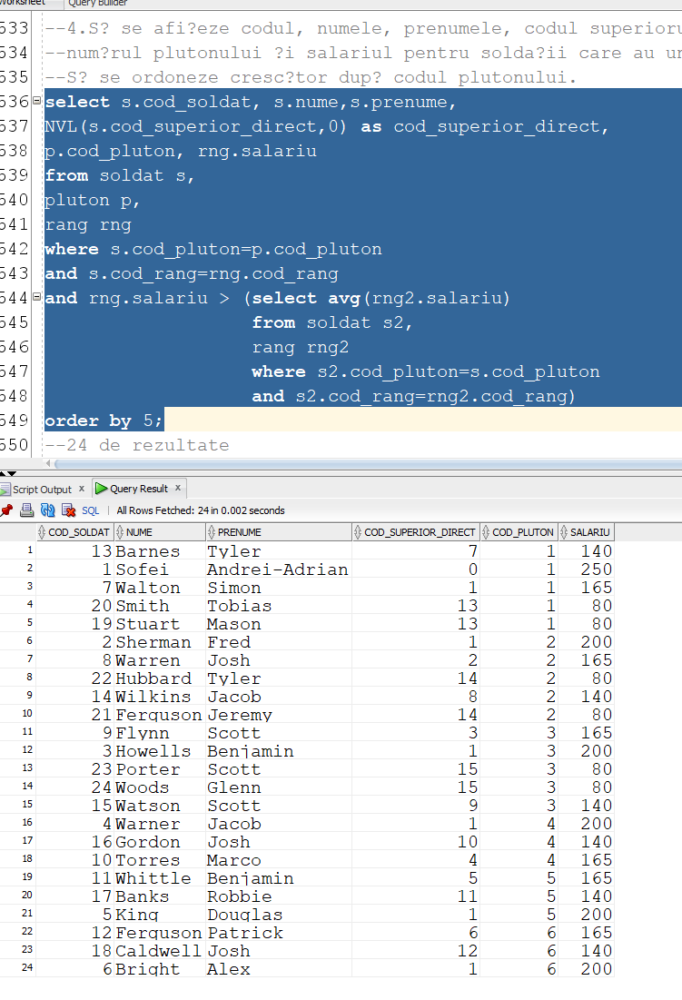 Worksheet Query Builder
533 --4.S? se afi?eze codul, numele, prenumele, codul superioru
534 --num?rul plutonului ?i salariul pentru solda?ii care au un
535 --S? se ordoneze cresc?tor dup? codul plutonului.
536 select s.cod_soldat, s.nume,s.prenume,
537 NVL(s.cod_superior_direct,0) as cod_superior_direct,
538 p.cod_pluton, rng.salariu
539 from soldat s,
540 pluton p,
541 rang rng
542 where s.cod_pluton=p.cod_pluton
543 and s.cod_rang=rng.cod_rang
544 and rng.salariu > (select avg(rng2.salariu)
545 from soldat s2,
546 rang rng2
547 where s2.cod_pluton=s.cod_pluton
548 and s2.cod_rang=rng2.cod_rang)
549 order by 5;
550 --24 de rezultate
Script Output x Query Result x
SQL | All Rows Fetched: 24 in 0.002 seconds
COD_SOLDAT NUME PRENUME COD_SUPERIOR_DIRECT COD_PLUTON SALARIU
1 13 Barnes Tyler 7 1 140
2 1 Sofei Andrei-Adrian 0 1 250
3 7 Walton Simon 1 1 165
4 20 Smith Tobias 13 1 80
5 19 Stuart Mason 13 1 80
6 2 Sherman Fred 1 2 200
7 8 Warren Josh 2 2 165
8 22 Hubbard Tyler 14 2 80
9 14 Wilkins Jacob 8 2 140
10 21 Ferguson Jeremy 14 2 80
11 9 Flynn Scott 3 3 165
12 3 Howells Benjamin 1 3 200
13 23 Porter Scott 15 3 80
14 24 Woods Glenn 15 3 80
15 15 Watson Scott 9 3 140
16 4 Warner Jacob 1 4 200
17 16 Gordon Josh 10 4 140
18 10 Torres Marco 4 4 165
19 11 Whittle Benjamin 5 5 165
20 17 Banks Robbie 11 5 140
21 5 King Douglas 1 5 200
22 12 Ferguson Patrick 6 6 165
23 18 Caldwell Josh 12 6 140
24 6 Bright Alex 1 6 200